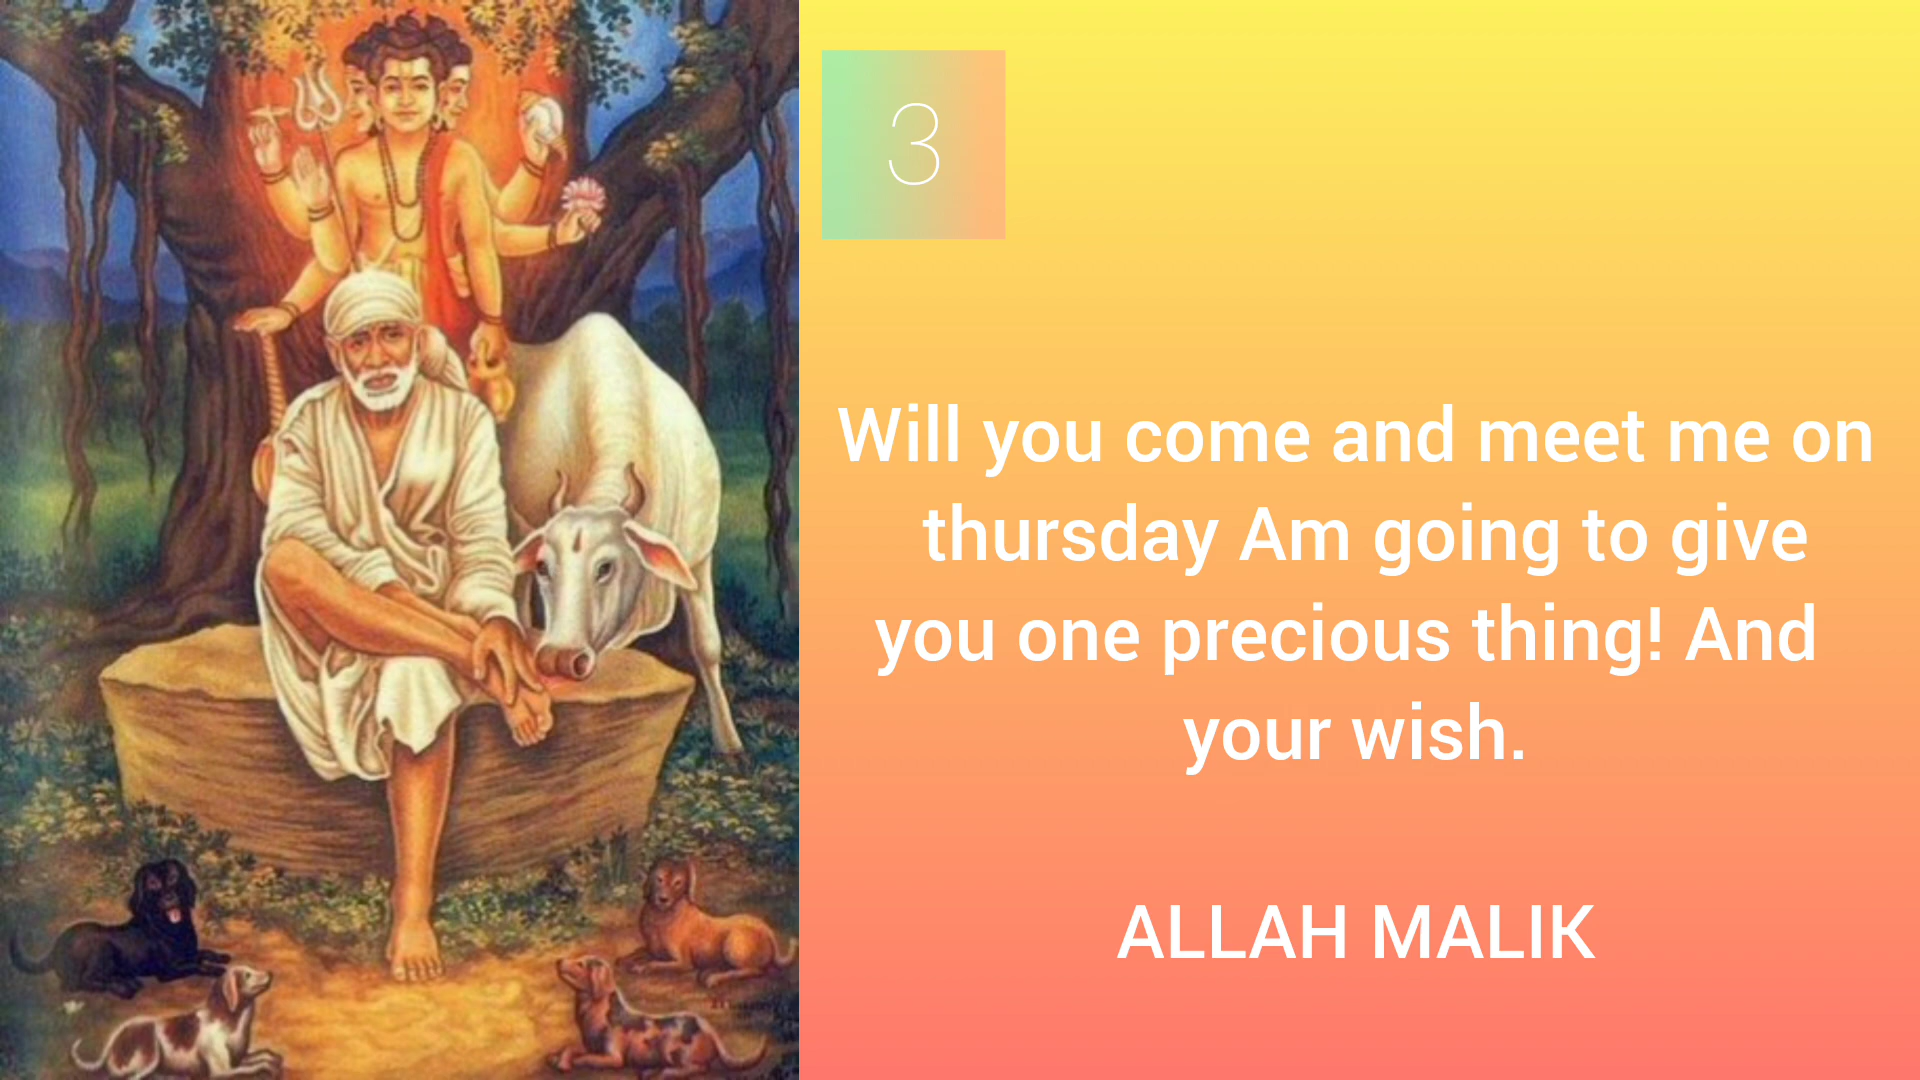 3
Will you come and meet me on
thursday Am going to give
you one precious thing! And
your wish.
ALLAH MALIK